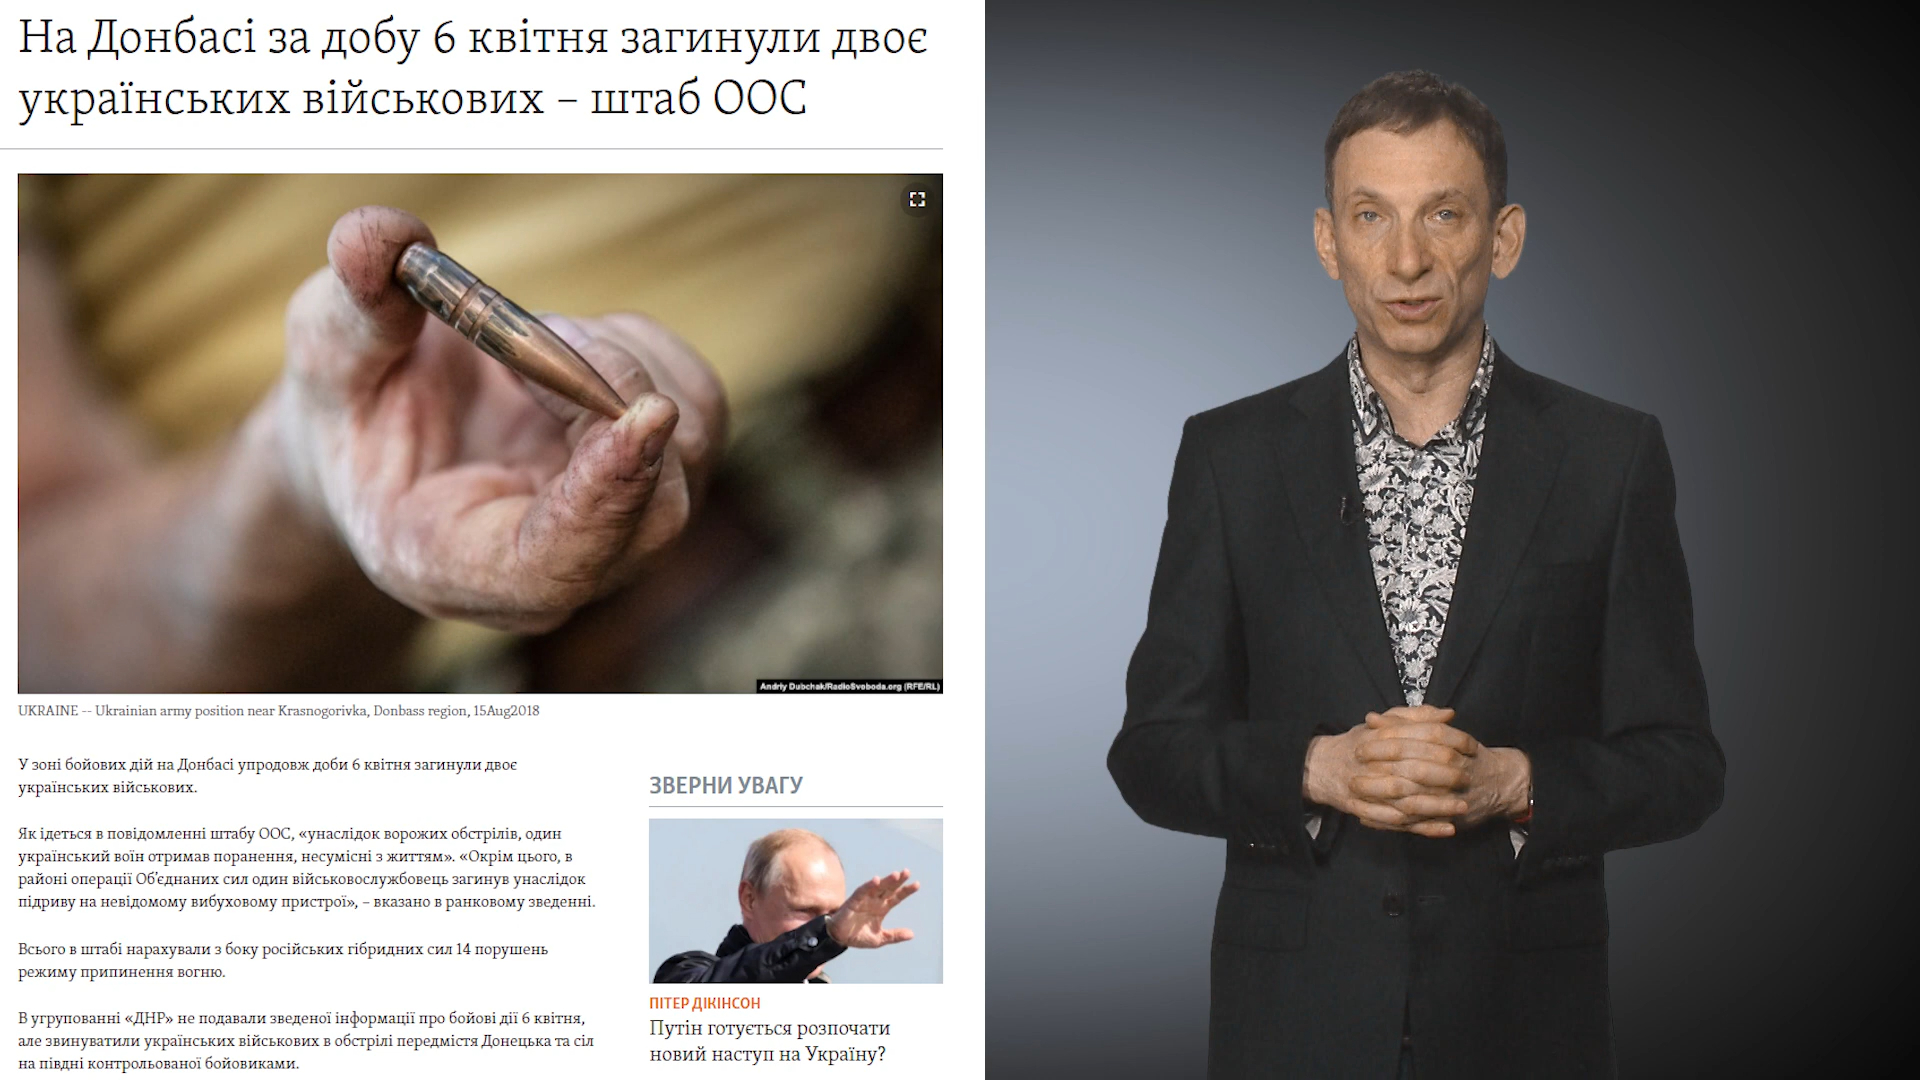 На Донбасі за добу 6 квітня загинули двоє
українських військових – штаб ООС
Andriy Dubchak/RadioSvoboda.org (RFE/RL)
UKRAINE -- Ukrainian army position near Krasnogorivka, Donbass region, 15Aug2018
У зоні бойових дій на Донбасі упродовж доби 6 квітня загинули двоє
українських військових.
Як ідеться в повідомленні штабу ООС, «унаслідок ворожих обстрілів, один
український воїн отримав поранення, несумісні з життям». «Окрім цього, в
районі операції Об’єднаних сил один військовослужбовець загинув унаслідок
підриву на невідомому вибуховому пристрої», – вказано в ранковому зведенні.
Всього в штабі нарахували з боку російських гібридних сил 14 порушень
режиму припинення вогню.
В угрупованні «ДНР» не подавали зведеної інформації про бойові дії 6 квітня,
але звинуватили українських військових в обстрілі передмістя Донецька та сіл
на півдні контрольованої бойовиками.
ЗВЕРНИ УВАГУ
ПІТЕР ДІКІНСОН
Путін готується розпочати
новий наступ на Україну?